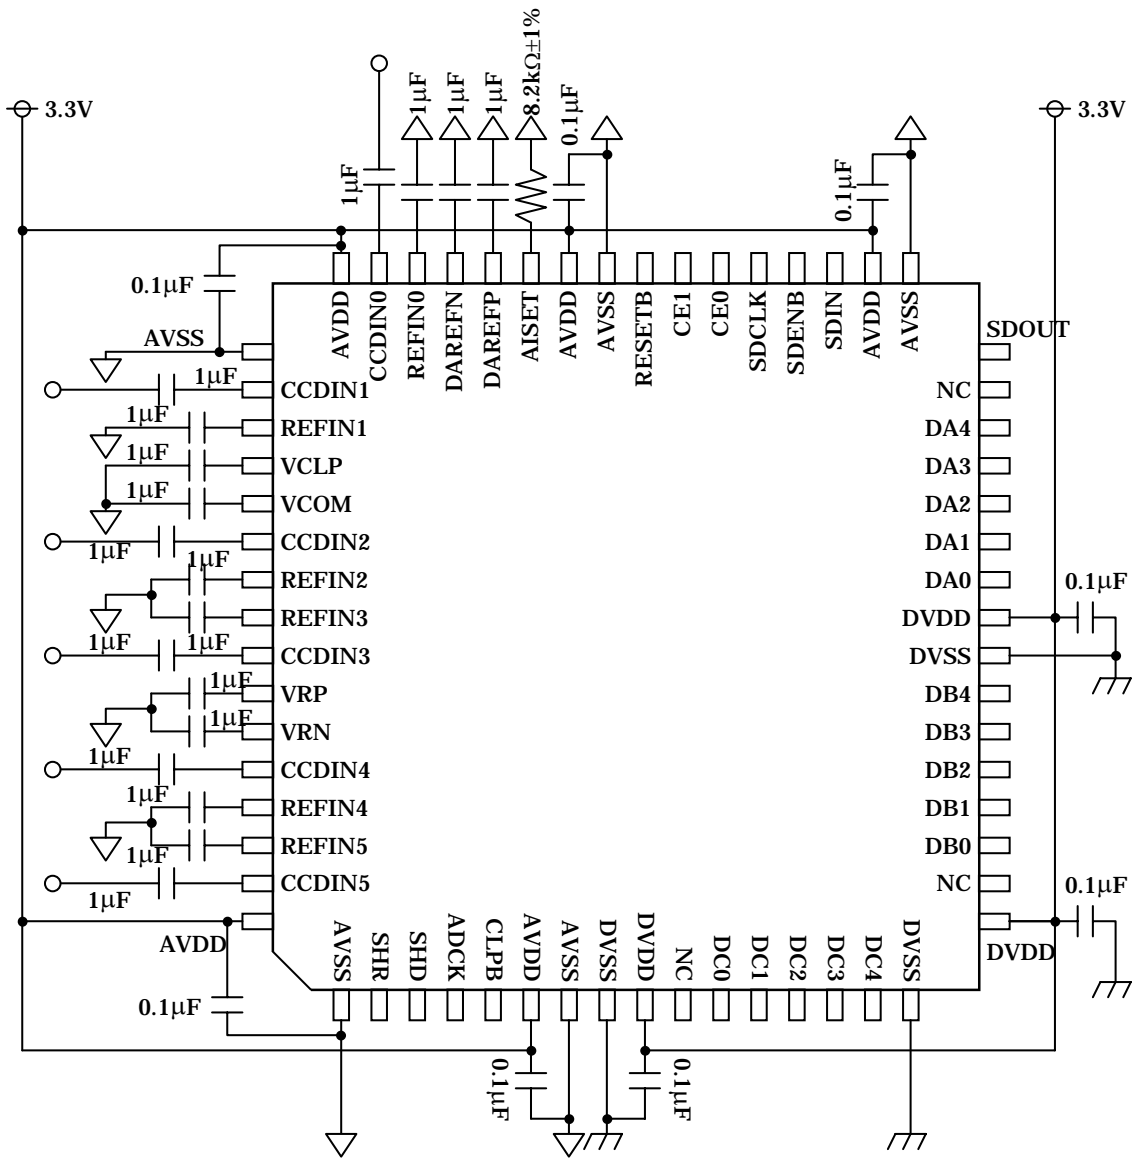 3.3V
1µF
1µF
1µF
1µF
8.2kΩ±1%
0.1µF
0.1µF
3.3V
0.1µF
AVSS
AVDD
CCDIN0
REFIN0
DAREFN
DAREFP
AISET
AVDD
AVSS
RESETB
CE1
CE0
SDCLK
SDENB
SDIN
AVDD
AVSS
SDOUT
1µF
CCDIN1
NC
1µF
REFIN1
DA4
1µF
VCLP
DA3
1µF
VCOM
DA2
1µF
CCDIN2
DA1
1µF
REFIN2
DA0
0.1µF
REFIN3
DVDD
1µF
1µF
CCDIN3
DVSS
1µF
VRP
DB4
1µF
VRN
DB3
1µF
CCDIN4
DB2
1µF
REFIN4
DB1
1µF
REFIN5
DB0
1µF
CCDIN5
NC
0.1µF
AVDD
DVDD
AVSS
SHR
SHD
ADCK
CLPB
AVDD
AVSS
DVSS
DVDD
NC
DC0
DC1
DC2
DC3
DC4
DVSS
0.1µF
0.1µF
0.1µF